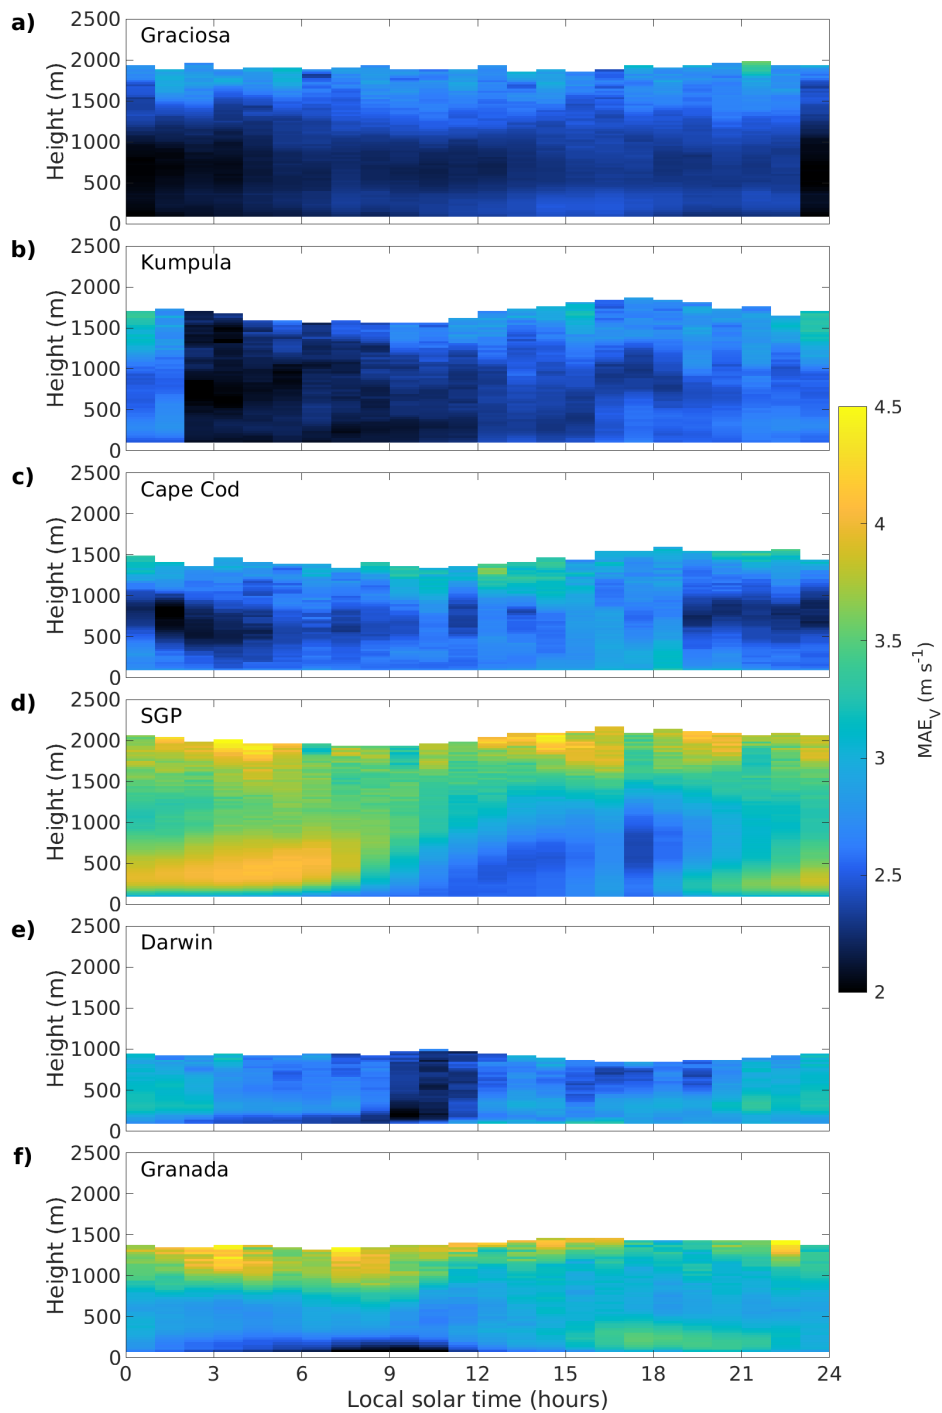 a)
Graciosa
Height (m)
2500
2000
1500
1000
500
0
b)
Kumpula
Height (m)
2500
2000
1500
1000
500
0
c)
Cape Cod
Height (m)
2500
2000
1500
1000
500
0
d)
SGP
Height (m)
2500
2000
1500
1000
500
0
e)
Darwin
Height (m)
2500
2000
1500
1000
500
0
f)
Granada
Height (m)
2500
2000
1500
1000
500
0
0 3 6 9 12 15 18 21 24
Local solar time (hours)
4.5
4
3.5
3
2.5
2
MAE_V (m s⁻¹)